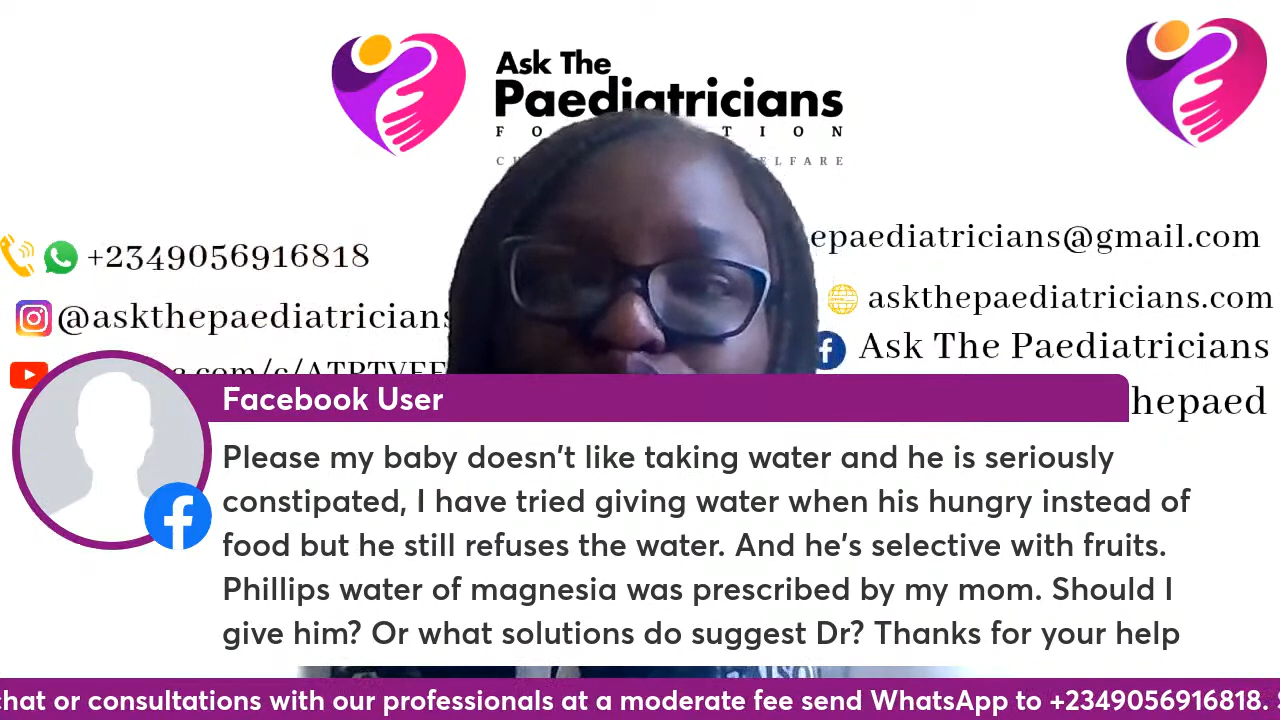 Ask The
Paediatricians
+2349056916818
epaediatricians@gmail.com
@askthepaediatricians
askthepaediatricians.com
Ask The Paediatricians
hepaed
Facebook User
Please my baby doesn't like taking water and he is seriously
constipated, I have tried giving water when his hungry instead of
food but he still refuses the water. And he's selective with fruits.
Phillips water of magnesia was prescribed by my mom. Should I
give him? Or what solutions do suggest Dr? Thanks for your help
chat or consultations with our professionals at a moderate fee send WhatsApp to +2349056916818.